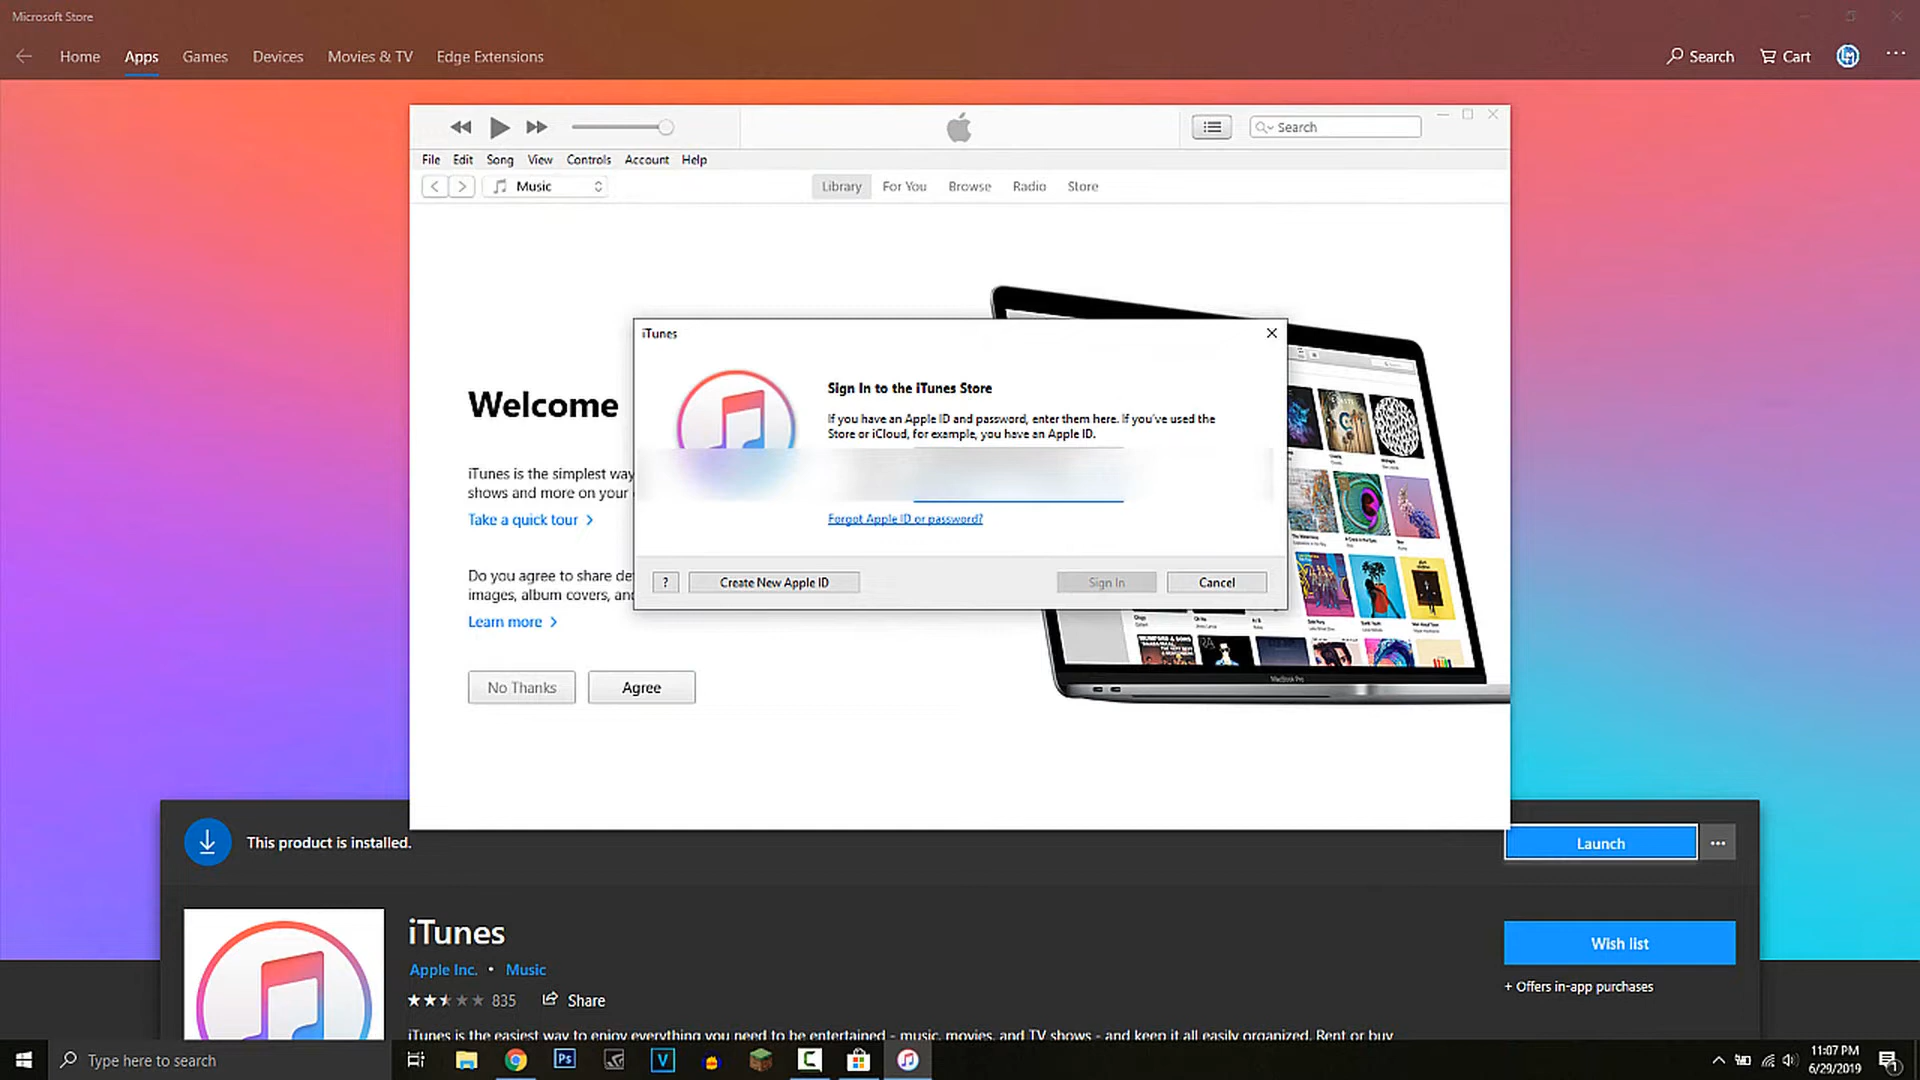 Microsoft Store
Home Apps Games Devices Movies & TV Edge Extensions
Search Cart
Search
File Edit Song View Controls Account Help
Music
Library For You Browse Radio Store
iTunes
Sign In to the iTunes Store
If you have an Apple ID and password, enter them here. If you've used the
Store or iCloud, for example, you have an Apple ID.
Forgot Apple ID or password?
? Create New Apple ID Sign In Cancel
Welcome
iTunes is the simplest way
shows and more on your
Take a quick tour
Do you agree to share de
images, album covers, an
Learn more
No Thanks Agree
MacBook Pro
This product is installed.
Launch
iTunes
Apple Inc. • Music
835 Share
Wish list
+ Offers in-app purchases
iTunes is the easiest way to enjoy everything you need to be entertained - music, movies, and TV shows - and keep it all easily organized. Rent or buy
Type here to search
Ps
V
11:07 PM
6/29/2019
1